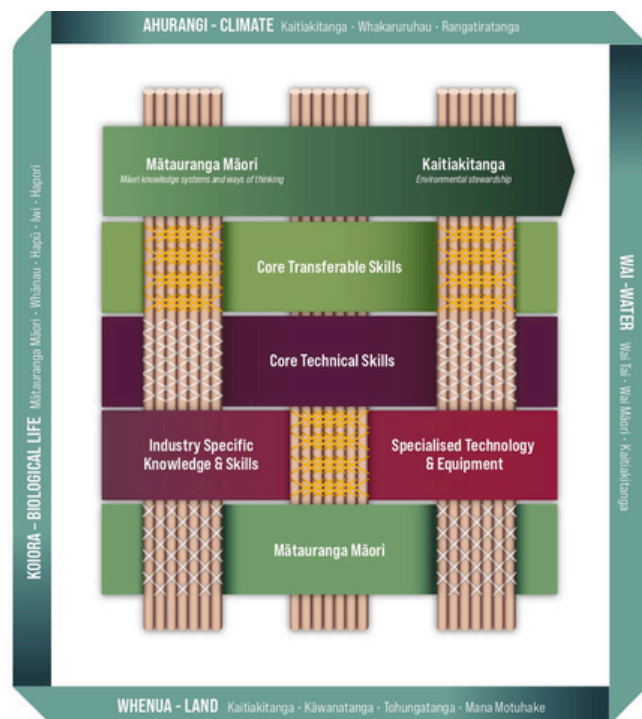 AHURANGI - CLIMATE Kaitiakitanga - Whakaruruhau - Rangatiratanga
Mātauranga Māori
Māori knowledge systems and ways of thinking
Kaitiakitanga
Environmental stewardship
Core Transferable Skills
Core Technical Skills
Industry Specific
Knowledge & Skills
Specialised Technology
& Equipment
Mātauranga Māori
KOIORA - BIOLOGICAL LIFE Mātauranga Māori - Whānau - Hapū - Iwi - Hapori
WAI -WATER Wai Tai - Wai Māori - Kaitiakitanga
WHENUA - LAND Kaitiakitanga - Kāwanatanga - Tohungatanga - Mana Motuhake